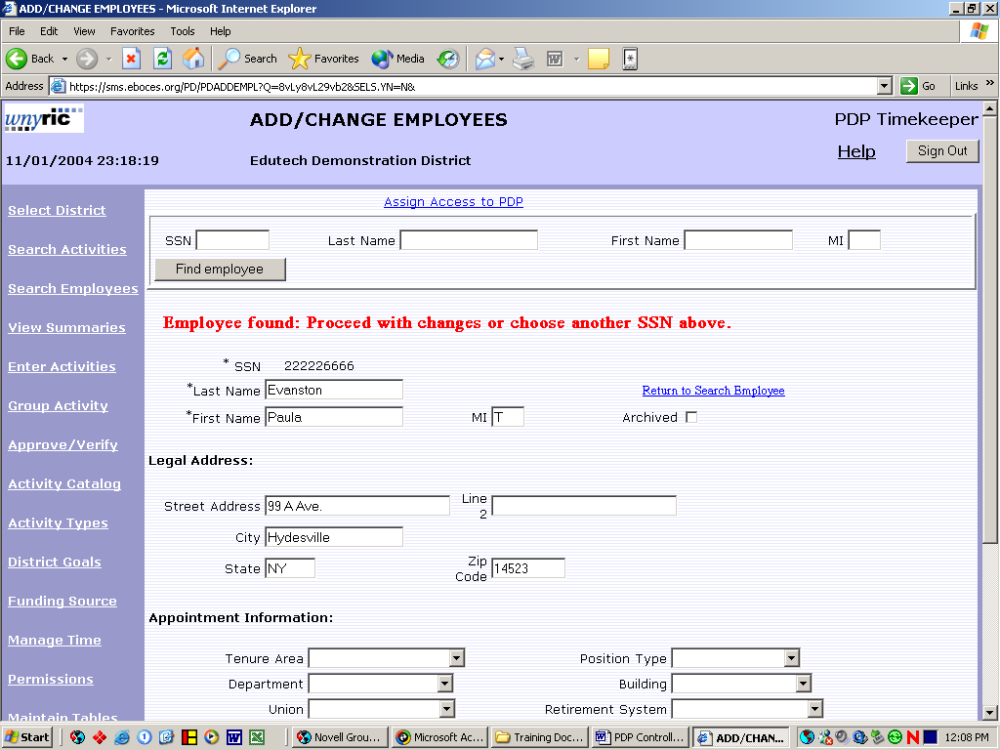 ADD/CHANGE EMPLOYEES - Microsoft Internet Explorer
File Edit View Favorites Tools Help
Back Search Favorites Media
Address https://sms.eboces.org/PD/PDADDEMPL?Q=8vLy8vL29vb2&SELS.YN=N& Go Links »
wnyric ADD/CHANGE EMPLOYEES PDP Timekeeper
Help Sign Out
11/01/2004 23:18:19 Edutech Demonstration District
Select District
Search Activities
Search Employees
View Summaries
Enter Activities
Group Activity
Approve/Verify
Activity Catalog
Activity Types
District Goals
Funding Source
Manage Time
Permissions
Maintain Tables
Assign Access to PDP
SSN Last Name First Name MI
Find employee
Employee found: Proceed with changes or choose another SSN above.
* SSN 222226666
*Last Name Evanston Return to Search Employee
*First Name Paula MI T Archived
Legal Address:
Street Address 99 A Ave. Line 2
City Hydesville
State NY Zip Code 14523
Appointment Information:
Tenure Area Position Type
Department Building
Union Retirement System
Start Novell Grou... Microsoft Ac... Training Doc... PDP Controll... ADD/CHAN... 12:08 PM